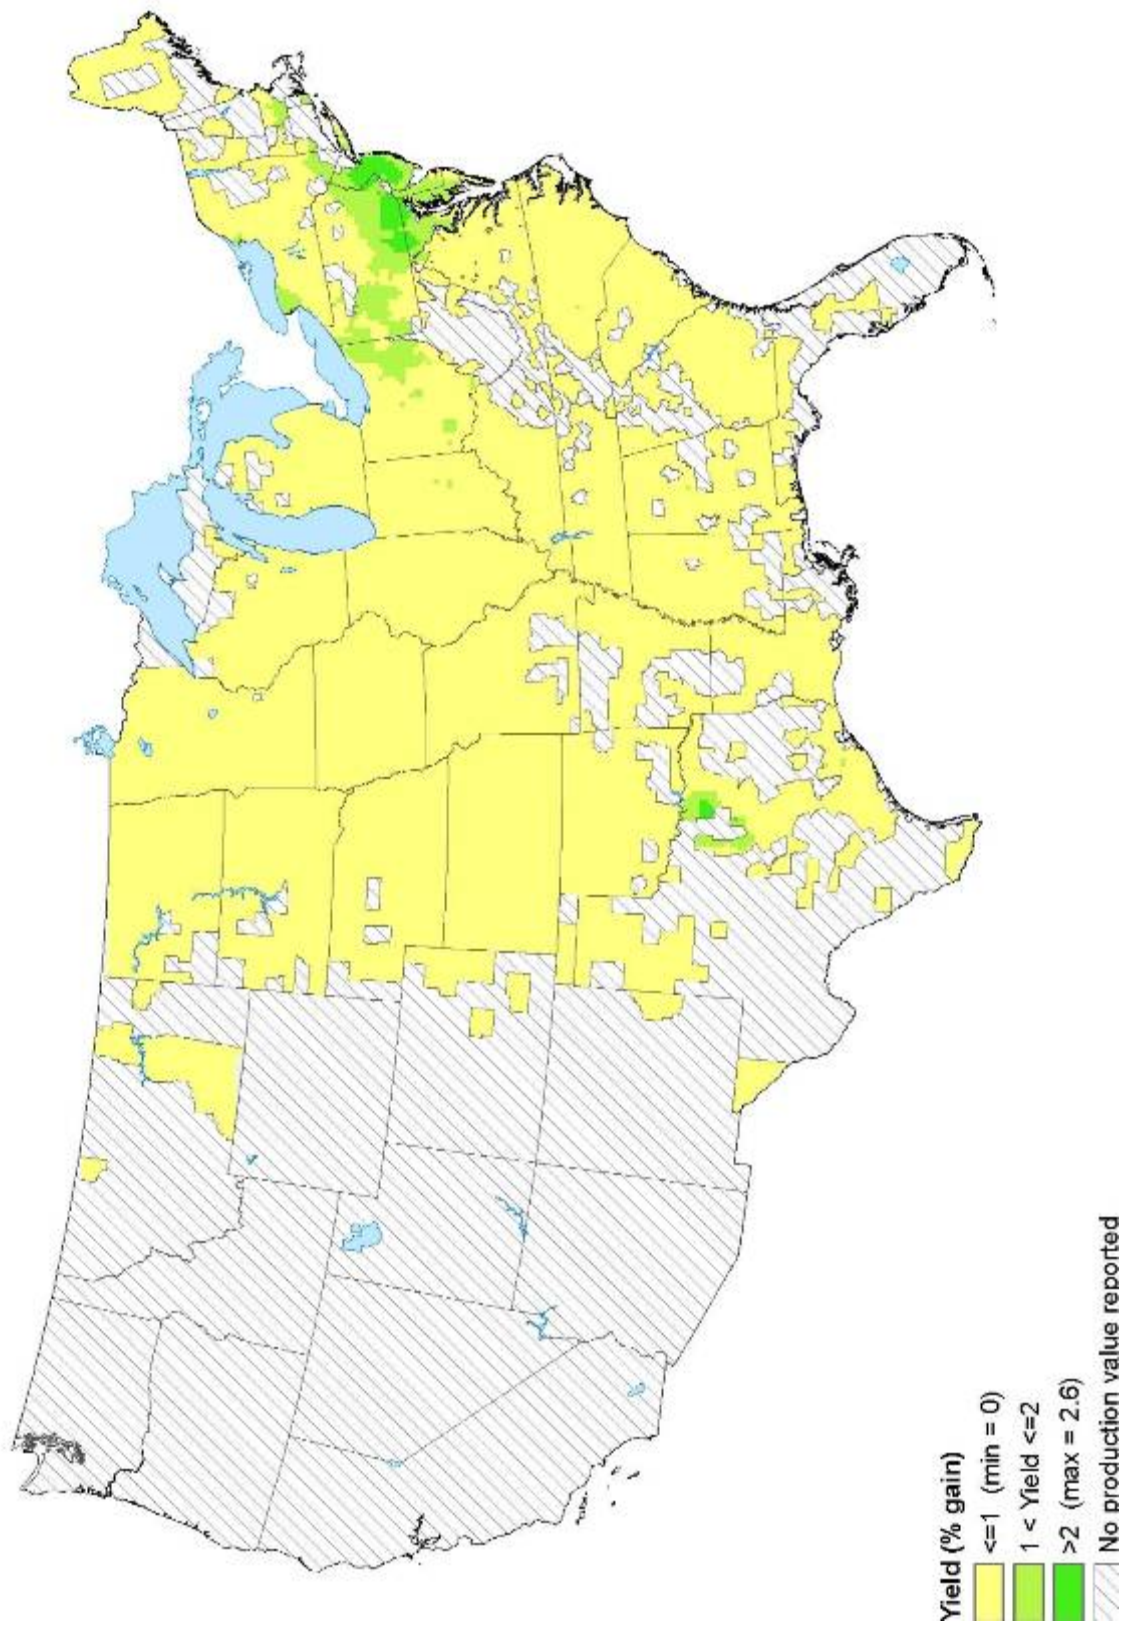 Yield (% gain)
<=1 (min = 0)
1 < Yield <=2
>2 (max = 2.6)
No production value reported